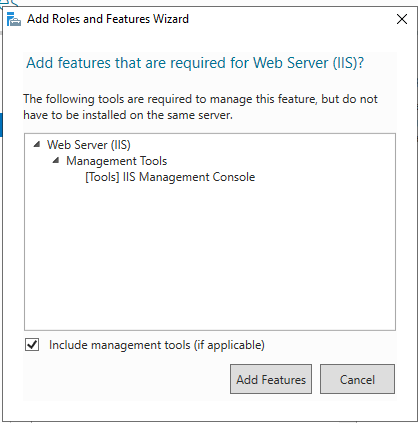 Add Roles and Features Wizard
Add features that are required for Web Server (IIS)?
The following tools are required to manage this feature, but do not
have to be installed on the same server.
Web Server (IIS)
Management Tools
[Tools] IIS Management Console
Include management tools (if applicable)
Add Features
Cancel